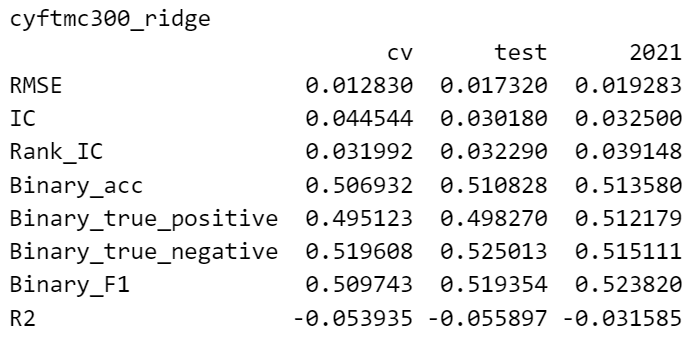 cyftmc300_ridge
cv test 2021
RMSE 0.012830 0.017320 0.019283
IC 0.044544 0.030180 0.032500
Rank_IC 0.031992 0.032290 0.039148
Binary_acc 0.506932 0.510828 0.513580
Binary_true_positive 0.495123 0.498270 0.512179
Binary_true_negative 0.519608 0.525013 0.515111
Binary_F1 0.509743 0.519354 0.523820
R2 -0.053935 -0.055897 -0.031585